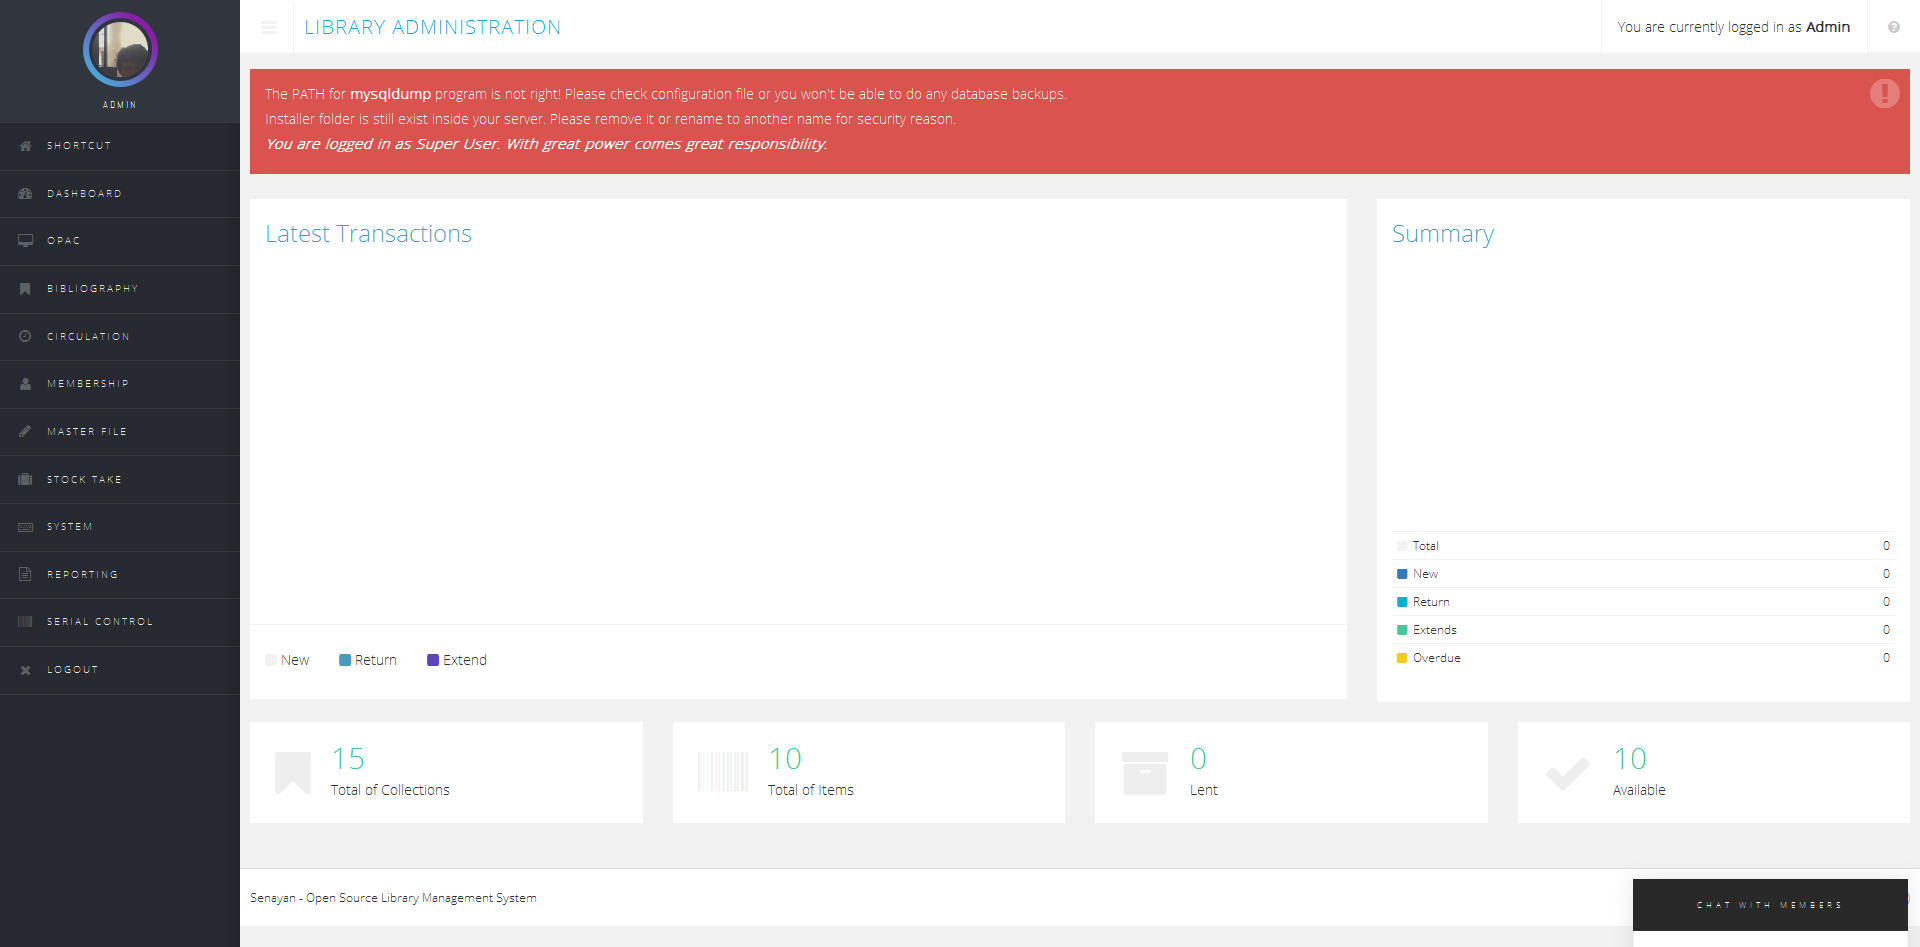 ADMIN
SHORTCUT
DASHBOARD
OPAC
BIBLIOGRAPHY
CIRCULATION
MEMBERSHIP
MASTER FILE
STOCK TAKE
SYSTEM
REPORTING
SERIAL CONTROL
LOGOUT
LIBRARY ADMINISTRATION
You are currently logged in as Admin
The PATH for mysqldump program is not right! Please check configuration file or you won't be able to do any database backups.
Installer folder is still exist inside your server. Please remove it or rename to another name for security reason.
You are logged in as Super User. With great power comes great responsibility.
Latest Transactions
New Return Extend
Summary
Total 0
New 0
Return 0
Extends 0
Overdue 0
15
Total of Collections
10
Total of Items
0
Lent
10
Available
Senayan - Open Source Library Management System
CHAT WITH MEMBERS